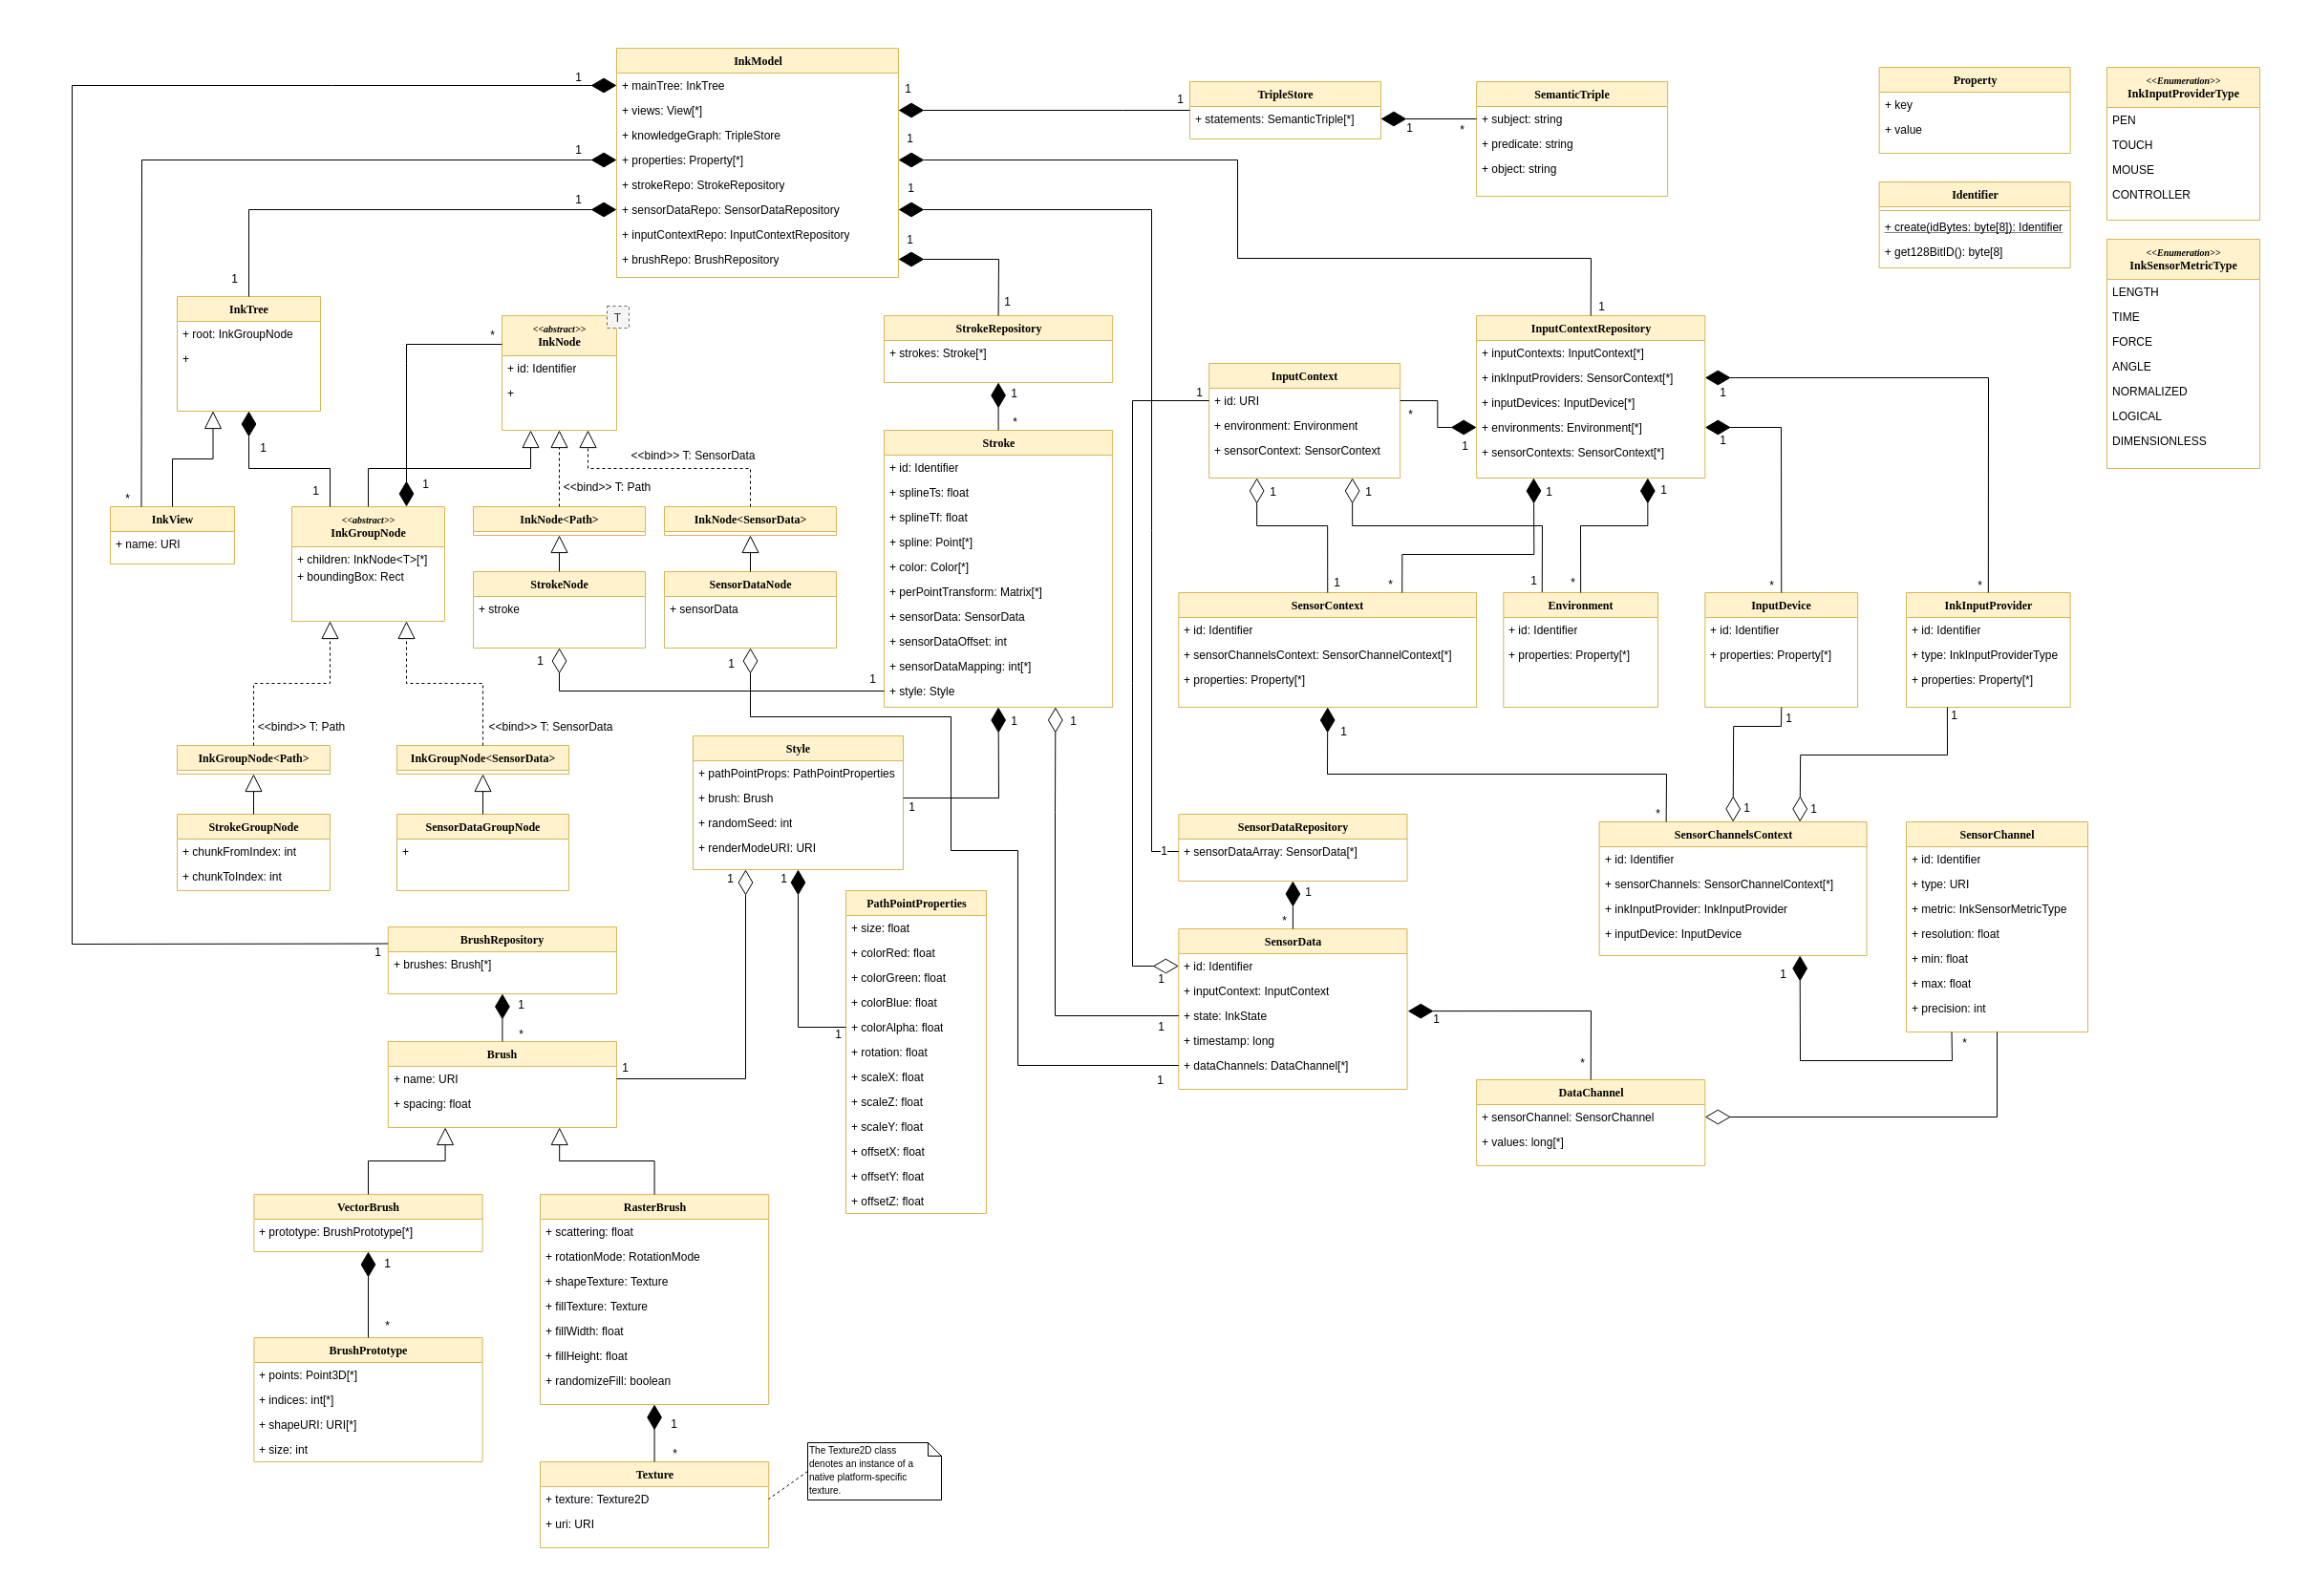 InkModel
+ mainTree: InkTree
+ views: View[*]
+ knowledgeGraph: TripleStore
+ properties: Property[*]
+ strokeRepo: StrokeRepository
+ sensorDataRepo: SensorDataRepository
+ inputContextRepo: InputContextRepository
+ brushRepo: BrushRepository
1
1
1
1
1
1
1
TripleStore
+ statements: SemanticTriple[*]
1
1
*
SemanticTriple
+ subject: string
+ predicate: string
+ object: string
Property
+ key
+ value
Identifier
+ create(idBytes: byte[8]): Identifier
+ get128BitID(): byte[8]
<<Enumeration>>
InkInputProviderType
PEN
TOUCH
MOUSE
CONTROLLER
<<Enumeration>>
InkSensorMetricType
LENGTH
TIME
FORCE
ANGLE
NORMALIZED
LOGICAL
DIMENSIONLESS
1
InkTree
+ root: InkGroupNode
+
1
1
*
T
<<abstract>>
InkNode
+ id: Identifier
+
<<bind>> T: SensorData
<<bind>> T: Path
*
InkView
+ name: URI
1
<<abstract>>
InkGroupNode
+ children: InkNode<T>[*]
+ boundingBox: Rect
InkNode<Path>
InkNode<SensorData>
StrokeNode
+ stroke
1
SensorDataNode
+ sensorData
1
<<bind>> T: Path
<<bind>> T: SensorData
InkGroupNode<Path>
InkGroupNode<SensorData>
StrokeGroupNode
+ chunkFromIndex: int
+ chunkToIndex: int
SensorDataGroupNode
+
1
StrokeRepository
+ strokes: Stroke[*]
1
*
Stroke
+ id: Identifier
+ splineTs: float
+ splineTf: float
+ spline: Point[*]
+ color: Color[*]
+ perPointTransform: Matrix[*]
+ sensorData: SensorData
+ sensorDataOffset: int
+ sensorDataMapping: int[*]
+ style: Style
1
1
1
Style
+ pathPointProps: PathPointProperties
+ brush: Brush
+ randomSeed: int
+ renderModeURI: URI
1
1
1
PathPointProperties
+ size: float
+ colorRed: float
+ colorGreen: float
+ colorBlue: float
+ colorAlpha: float
+ rotation: float
+ scaleX: float
+ scaleZ: float
+ scaleY: float
+ offsetX: float
+ offsetY: float
+ offsetZ: float
1
1
InputContextRepository
+ inputContexts: InputContext[*]
+ inkInputProviders: SensorContext[*]
+ inputDevices: InputDevice[*]
+ environments: Environment[*]
+ sensorContexts: SensorContext[*]
1
1
1
1
1
1
*
InputContext
+ id: URI
+ environment: Environment
+ sensorContext: SensorContext
1
1
1
*
SensorContext
+ id: Identifier
+ sensorChannelsContext: SensorChannelContext[*]
+ properties: Property[*]
1
1
*
Environment
+ id: Identifier
+ properties: Property[*]
*
InputDevice
+ id: Identifier
+ properties: Property[*]
1
*
InkInputProvider
+ id: Identifier
+ type: InkInputProviderType
+ properties: Property[*]
1
*
1
1
SensorChannelsContext
+ id: Identifier
+ sensorChannels: SensorChannelContext[*]
+ inkInputProvider: InkInputProvider
+ inputDevice: InputDevice
1
SensorChannel
+ id: Identifier
+ type: URI
+ metric: InkSensorMetricType
+ resolution: float
+ min: float
+ max: float
+ precision: int
*
1
SensorDataRepository
+ sensorDataArray: SensorData[*]
1
*
SensorData
+ id: Identifier
+ inputContext: InputContext
+ state: InkState
+ timestamp: long
+ dataChannels: DataChannel[*]
1
1
1
1
*
DataChannel
+ sensorChannel: SensorChannel
+ values: long[*]
1
BrushRepository
+ brushes: Brush[*]
1
*
Brush
+ name: URI
+ spacing: float
1
VectorBrush
+ prototype: BrushPrototype[*]
1
*
BrushPrototype
+ points: Point3D[*]
+ indices: int[*]
+ shapeURI: URI[*]
+ size: int
RasterBrush
+ scattering: float
+ rotationMode: RotationMode
+ shapeTexture: Texture
+ fillTexture: Texture
+ fillWidth: float
+ fillHeight: float
+ randomizeFill: boolean
1
*
Texture
+ texture: Texture2D
+ uri: URI
The Texture2D class
denotes an instance of a
native platform-specific
texture.